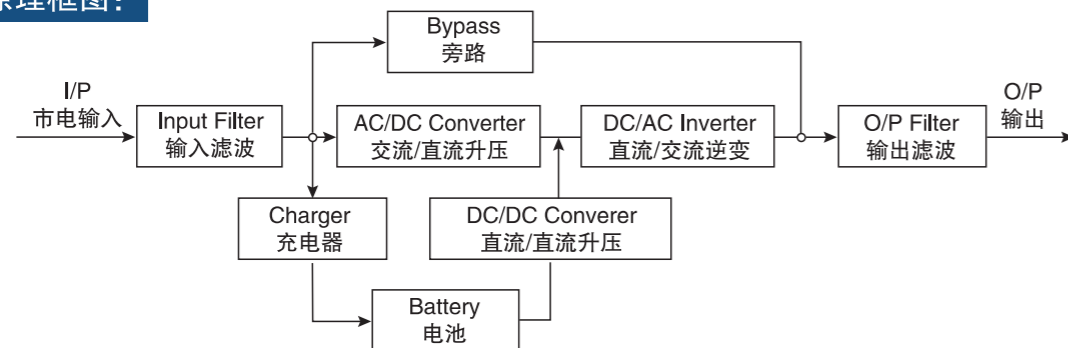 原理框图：
Bypass
旁路
I/P
市电输入
Input Filter
输入滤波
AC/DC Converter
交流/直流升压
DC/AC Inverter
直流/交流逆变
O/P Filter
输出滤波
O/P
输出
Charger
充电器
DC/DC Converer
直流/直流升压
Battery
电池